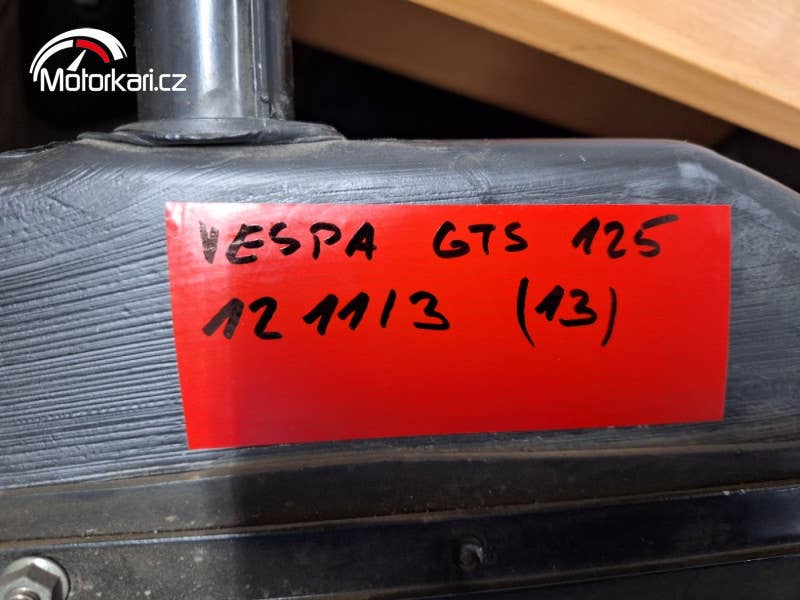 Motorkari.cz
VESPA GTS 125
12 11/3 (13)